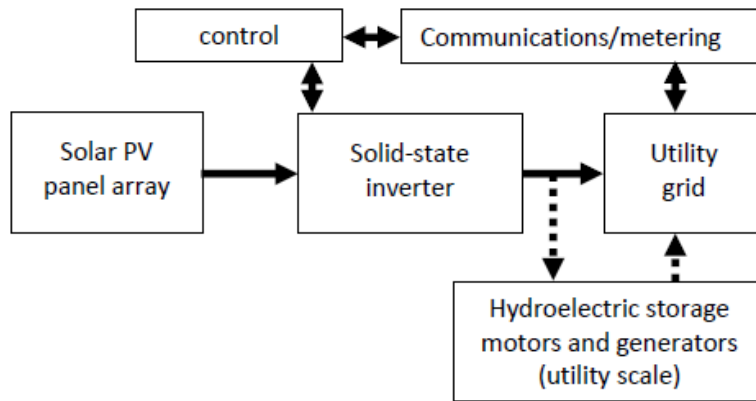 control
Communications/metering
Solar PV
panel array
Solid-state
inverter
Utility
grid
Hydroelectric storage
motors and generators
(utility scale)